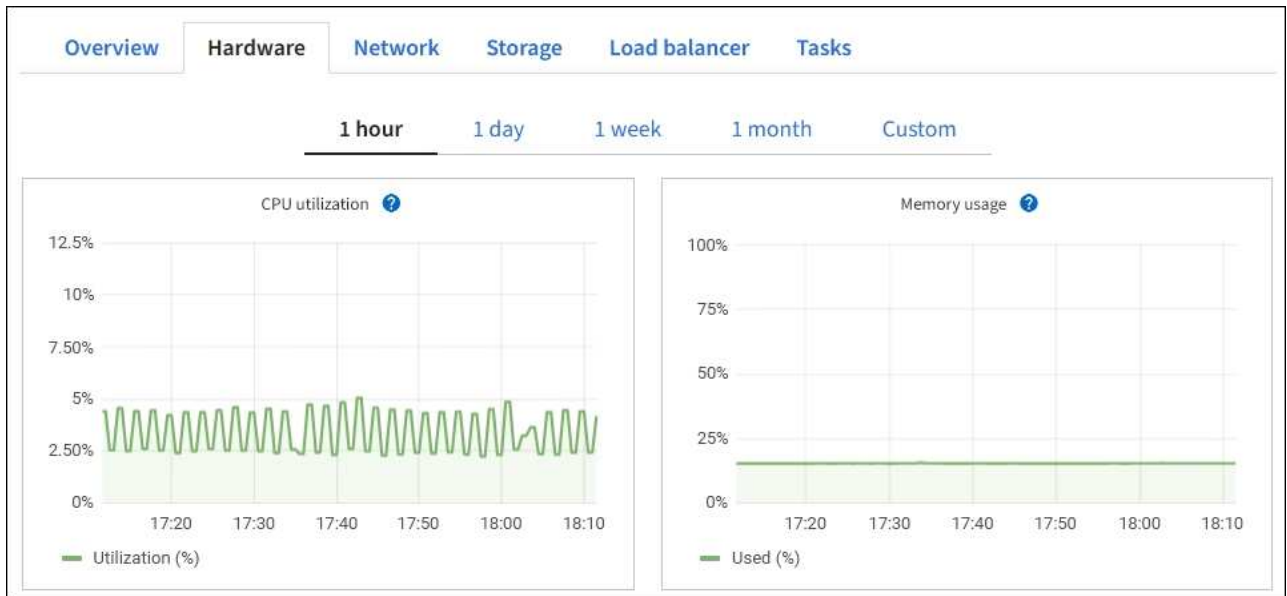 Overview Hardware Network Storage Load balancer Tasks
1 hour 1 day 1 week 1 month Custom
CPU utilization ?
12.5%
10%
7.50%
5%
2.50%
0%
17:20 17:30 17:40 17:50 18:00 18:10
Utilization (%)
Memory usage ?
100%
75%
50%
25%
0%
17:20 17:30 17:40 17:50 18:00 18:10
Used (%)